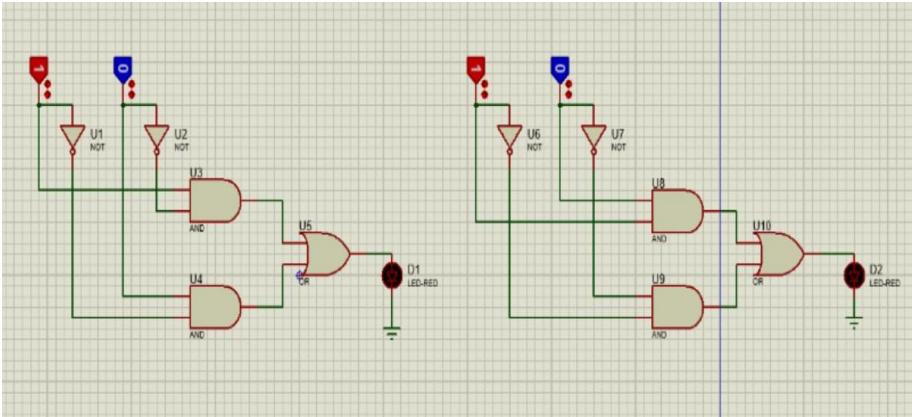 1
0
1
0
U1
NOT
U2
NOT
U6
NOT
U7
NOT
U3
AND
U8
AND
U5
OR
U10
OR
D1
LED-RED
D2
LED-RED
U4
AND
U9
AND